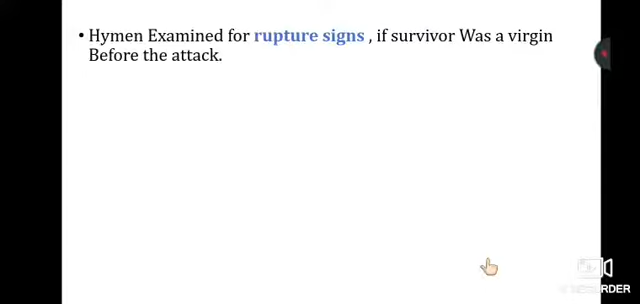 • Hymen Examined for rupture signs , if survivor Was a virgin
Before the attack.